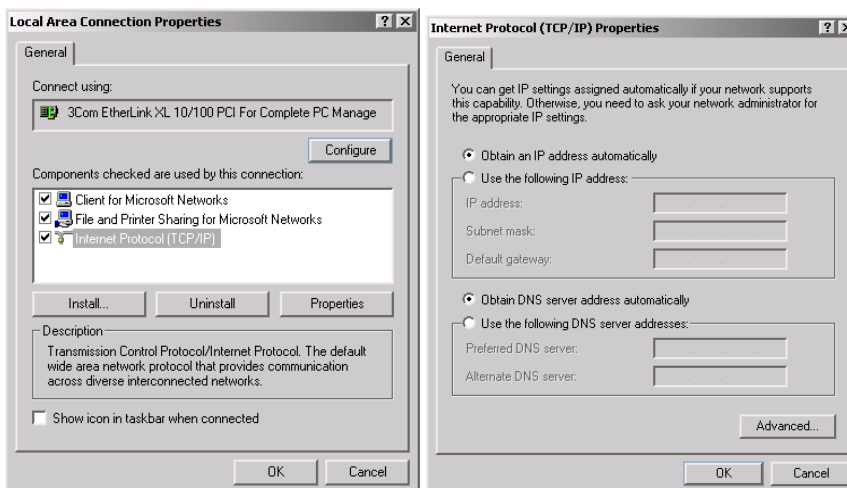 Local Area Connection Properties
General
Connect using:
3Com EtherLink XL 10/100 PCI For Complete PC Manage
Configure
Components checked are used by this connection:
Client for Microsoft Networks
File and Printer Sharing for Microsoft Networks
Internet Protocol (TCP/IP)
Install...
Uninstall
Properties
Description
Transmission Control Protocol/Internet Protocol. The default
wide area network protocol that provides communication
across diverse interconnected networks.
Show icon in taskbar when connected
OK
Cancel
Internet Protocol (TCP/IP) Properties
General
You can get IP settings assigned automatically if your network supports
this capability. Otherwise, you need to ask your network administrator for
the appropriate IP settings.
Obtain an IP address automatically
Use the following IP address:
IP address:
Subnet mask:
Default gateway:
Obtain DNS server address automatically
Use the following DNS server addresses:
Preferred DNS server:
Alternate DNS server:
Advanced...
OK
Cancel